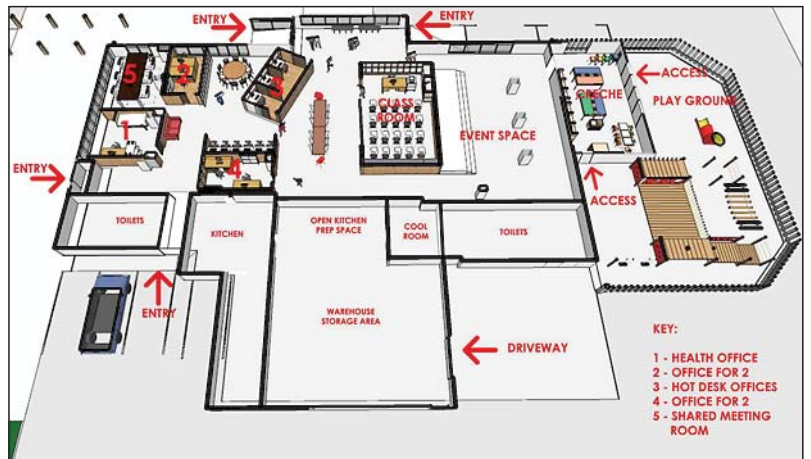 ENTRY
ENTRY
5
2
3
ACCESS
CRECHE
PLAY GROUND
CLASS
ROOM
1
EVENT SPACE
4
ENTRY
ACCESS
TOILETS
KITCHEN
OPEN KITCHEN
PREP SPACE
COOL
ROOM
TOILETS
ENTRY
WAREHOUSE
STORAGE AREA
DRIVEWAY
KEY:
1 - HEALTH OFFICE
2 - OFFICE FOR 2
3 - HOT DESK OFFICES
4 - OFFICE FOR 2
5 - SHARED MEETING
ROOM